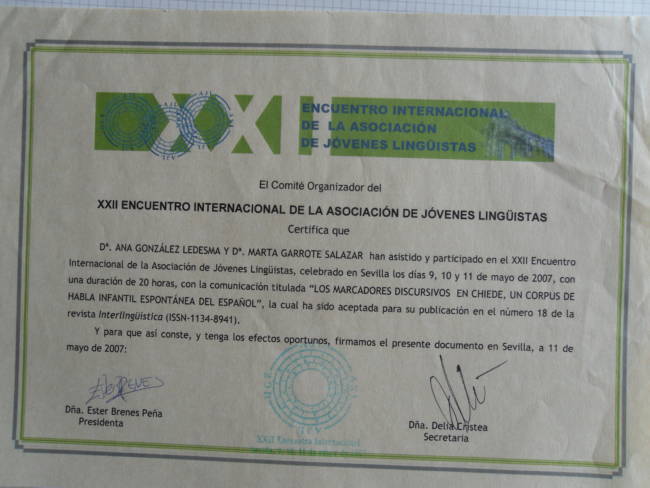 XXII
ENCUENTRO INTERNACIONAL
DE LA ASOCIACIÓN
DE JÓVENES LINGÜISTAS
El Comité Organizador del
XXII ENCUENTRO INTERNACIONAL DE LA ASOCIACIÓN DE JÓVENES LINGÜISTAS
Certifica que
Dª. ANA GONZÁLEZ LEDESMA Y Dª. MARTA GARROTE SALAZAR han asistido y participado en el XXII Encuentro
Internacional de la Asociación de Jóvenes Lingüistas, celebrado en Sevilla los días 9, 10 y 11 de mayo de 2007, con
una duración de 20 horas, con la comunicación titulada "LOS MARCADORES DISCURSIVOS EN CHIEDE, UN CORPUS DE
HABLA INFANTIL ESPONTÁNEA DEL ESPAÑOL", la cual ha sido aceptada para su publicación en el número 18 de la
revista Interlingüística (ISSN-1134-8941).
Y para que así conste, y tenga los efectos oportunos, firmamos el presente documento en Sevilla, a 11 de
mayo de 2007:
Dña. Ester Brenes Peña
Presidenta
Dña. Delia Cristea
Secretaria
XXII Encuentro Internacional